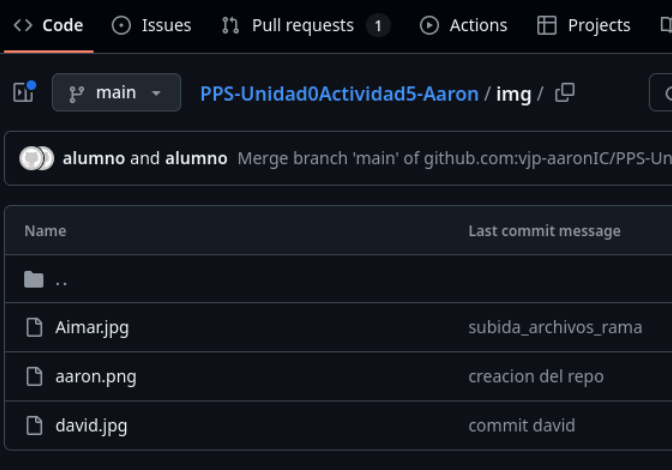 Code Issues Pull requests 1 Actions Projects
main PPS-Unidad0Actividad5-Aaron / img /
alumno and alumno Merge branch 'main' of github.com:vjp-aaronIC/PPS-Un
Name Last commit message
..
Aimar.jpg subida_archivos_rama
aaron.png creacion del repo
david.jpg commit david